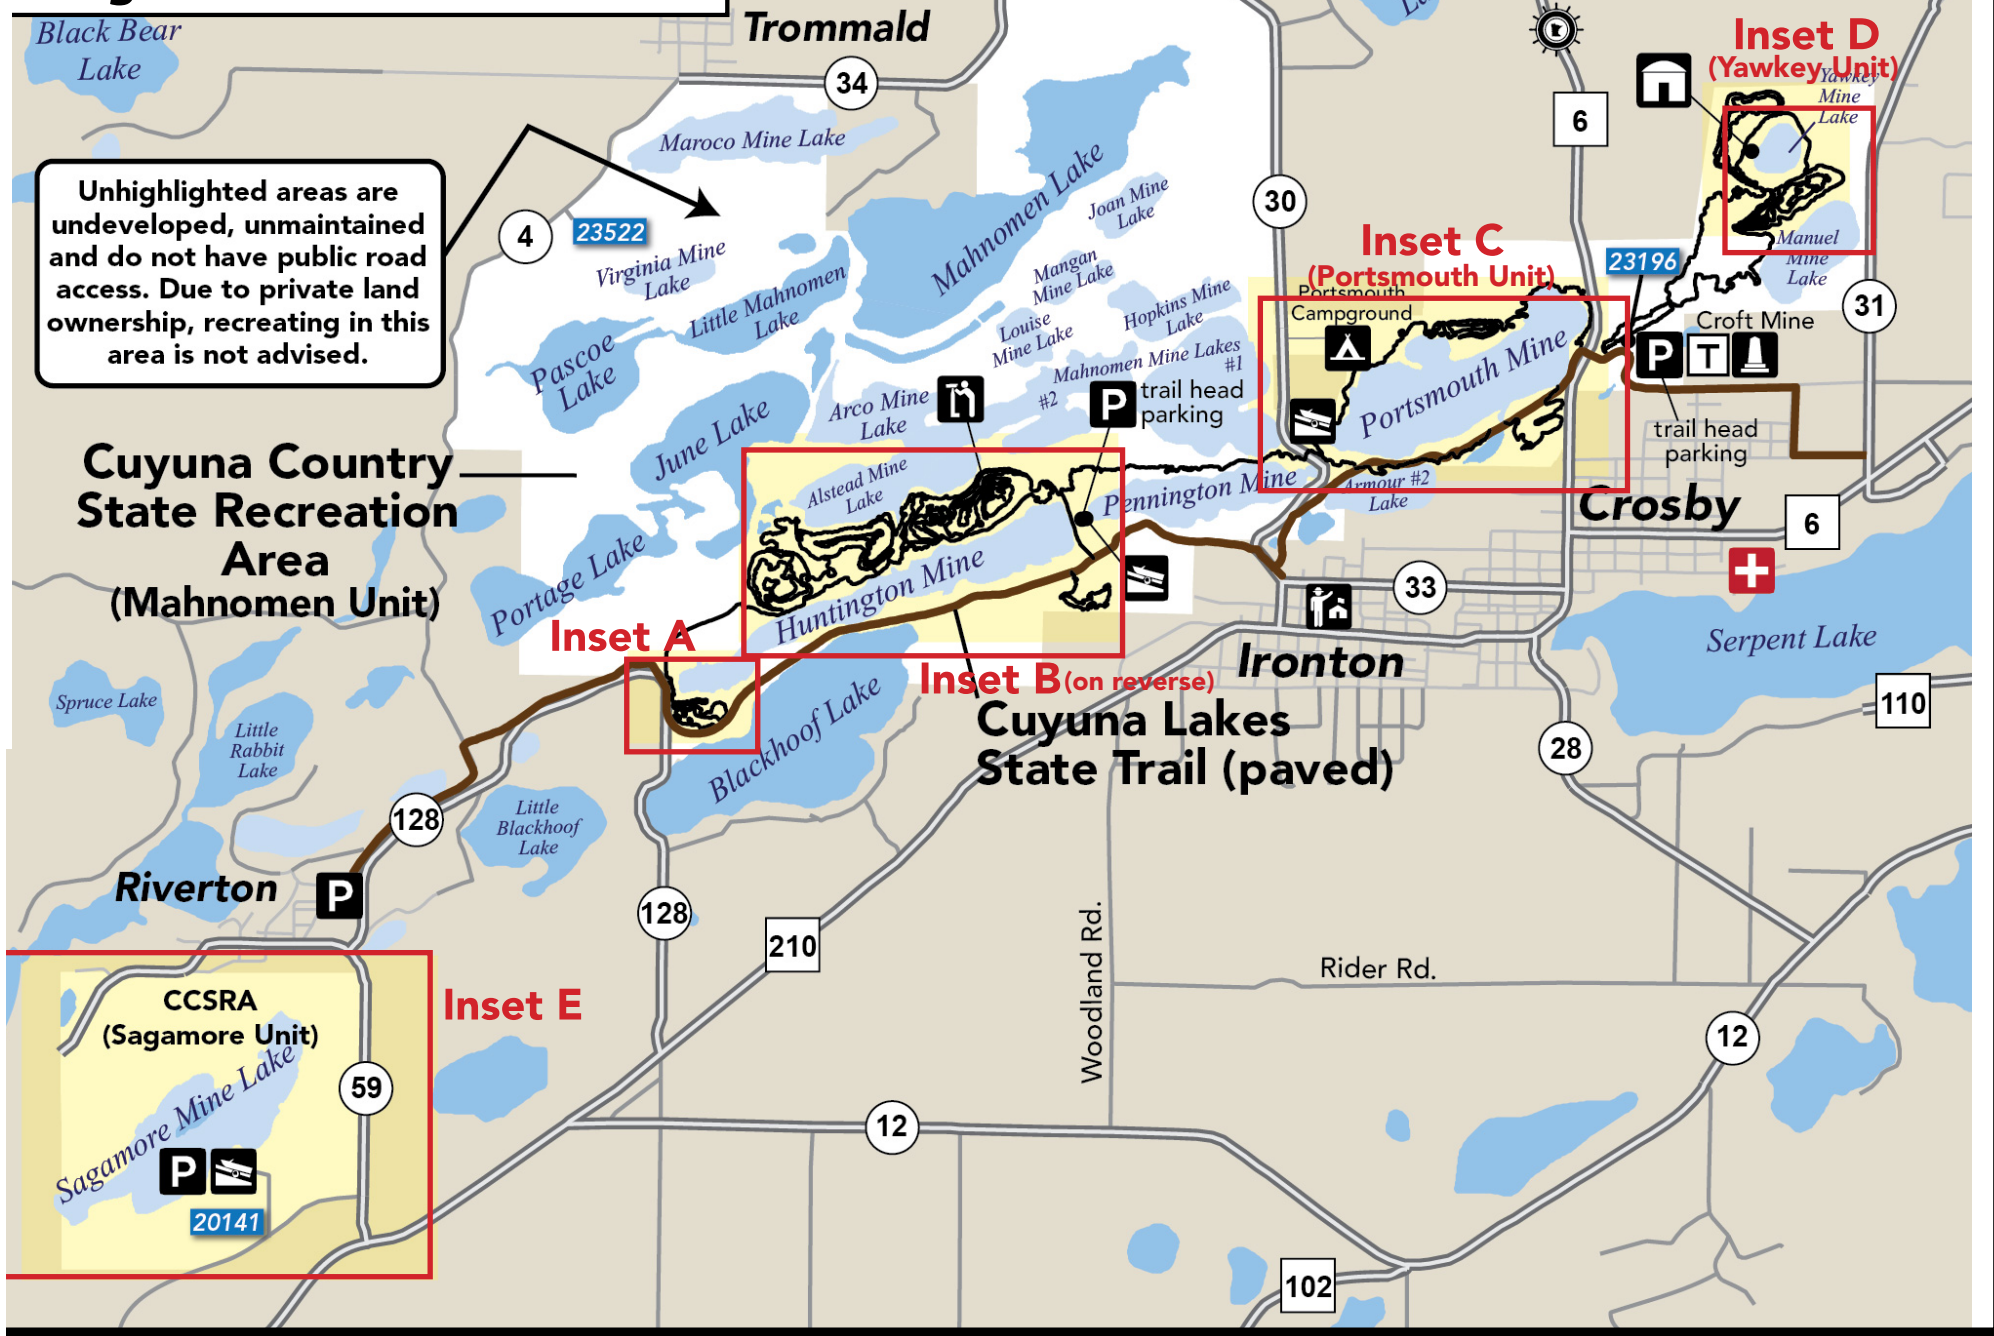 Black Bear
Lake
Trommald
34
Maroco Mine Lake
Unhighlighted areas are
undeveloped, unmaintained
and do not have public road
access. Due to private land
ownership, recreating in this
area is not advised.
4
23522
Virginia Mine
Lake
Little Mahnomen
Lake
Pascoe
Lake
Mahnomen Lake
Joan Mine
Lake
Mangan
Mine Lake
Louise
Mine Lake
Hopkins Mine
Lake
Mahnomen Mine Lakes
#1
#2
30
6
Inset D
(Yawkey Unit)
Yawkey
Mine
Lake
Manuel
Mine
Lake
31
Inset C
(Portsmouth Unit)
Portsmouth
Campground
Portsmouth Mine
23196
Croft Mine
P
T
trail head
parking
Arco Mine
Lake
P
trail head
parking
June Lake
Cuyuna Country
State Recreation
Area
(Mahnomen Unit)
Alstead Mine
Lake
Huntington Mine
Pennington Mine
Armour #2
Lake
Crosby
6
Portage Lake
Inset A
Inset B (on reverse)
Cuyuna Lakes
State Trail (paved)
33
Ironton
Serpent Lake
110
28
Spruce Lake
Little
Rabbit
Lake
Blackhoof Lake
Little
Blackhoof
Lake
128
Riverton
P
128
210
Woodland Rd.
Rider Rd.
12
Inset E
CCSRA
(Sagamore Unit)
Sagamore Mine Lake
59
P
20141
12
102